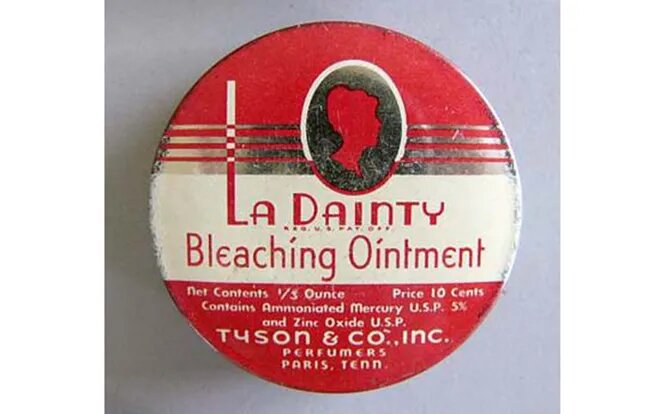 LA DAINTY
REG. U.S. PAT. OFF.
Bleaching Ointment
Net Contents 1/3 Ounce Price 10 Cents
Contains Ammoniated Mercury U.S.P. 5%
and Zinc Oxide U.S.P.
TYSON & CO., INC.
PERFUMERS
PARIS, TENN.